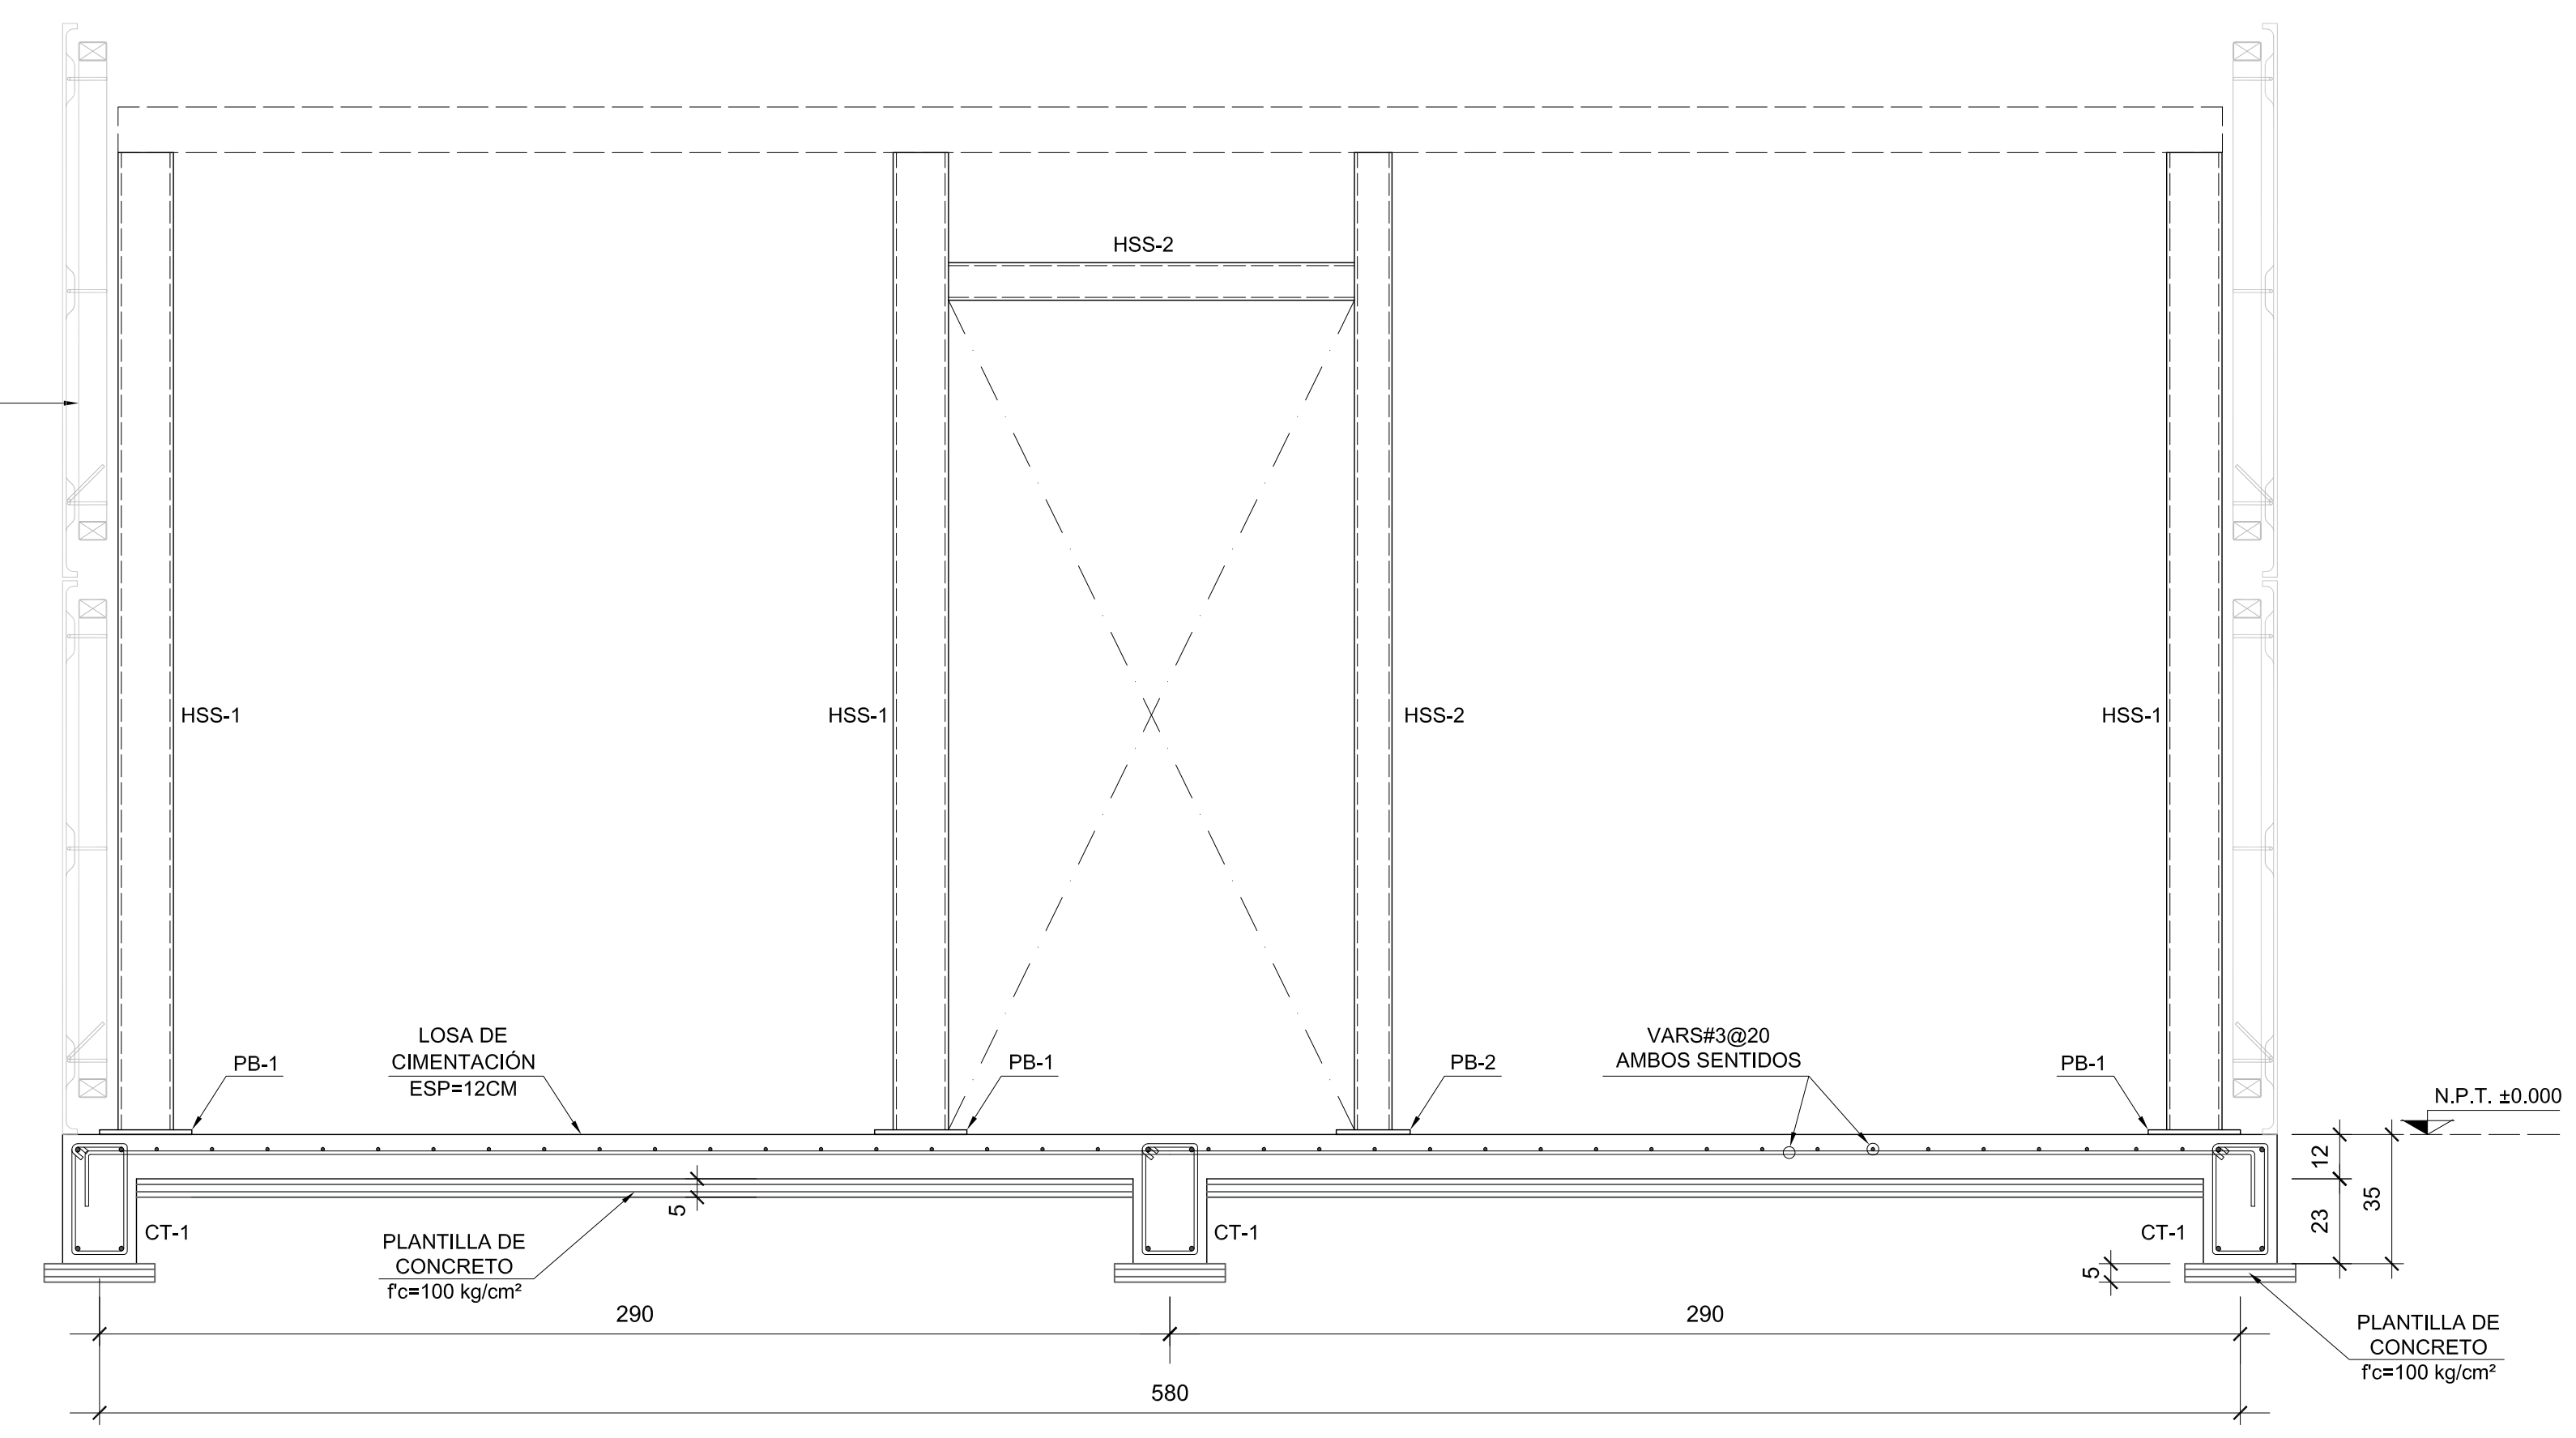 HSS-2
HSS-1
HSS-1
HSS-2
HSS-1
LOSA DE
CIMENTACIÓN
ESP=12CM
VARS#3@20
AMBOS SENTIDOS
PB-1
PB-1
PB-2
PB-1
N.P.T. ±0.000
12
35
23
5
5
CT-1
CT-1
CT-1
PLANTILLA DE
CONCRETO
f'c=100 kg/cm²
290
290
PLANTILLA DE
CONCRETO
f'c=100 kg/cm²
580